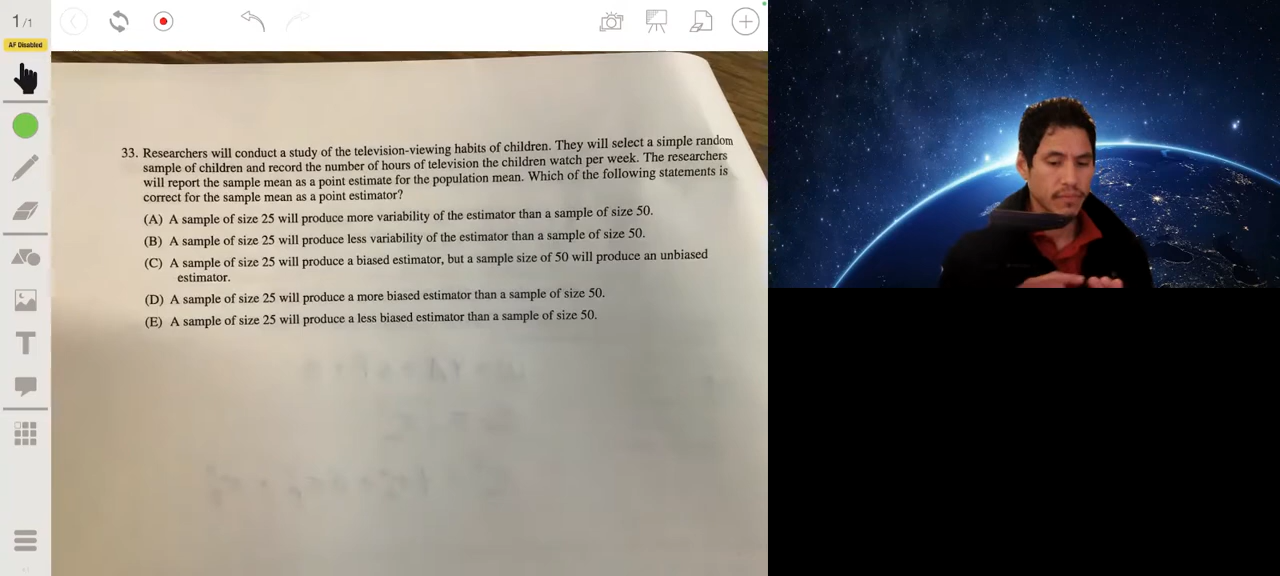 1/1
AF Disabled
33. Researchers will conduct a study of the television-viewing habits of children. They will select a simple random
sample of children and record the number of hours of television the children watch per week. The researchers
will report the sample mean as a point estimate for the population mean. Which of the following statements is
correct for the sample mean as a point estimator?
(A) A sample of size 25 will produce more variability of the estimator than a sample of size 50.
(B) A sample of size 25 will produce less variability of the estimator than a sample of size 50.
(C) A sample of size 25 will produce a biased estimator, but a sample size of 50 will produce an unbiased
estimator.
(D) A sample of size 25 will produce a more biased estimator than a sample of size 50.
(E) A sample of size 25 will produce a less biased estimator than a sample of size 50.
T